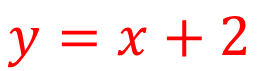 y = x + 2